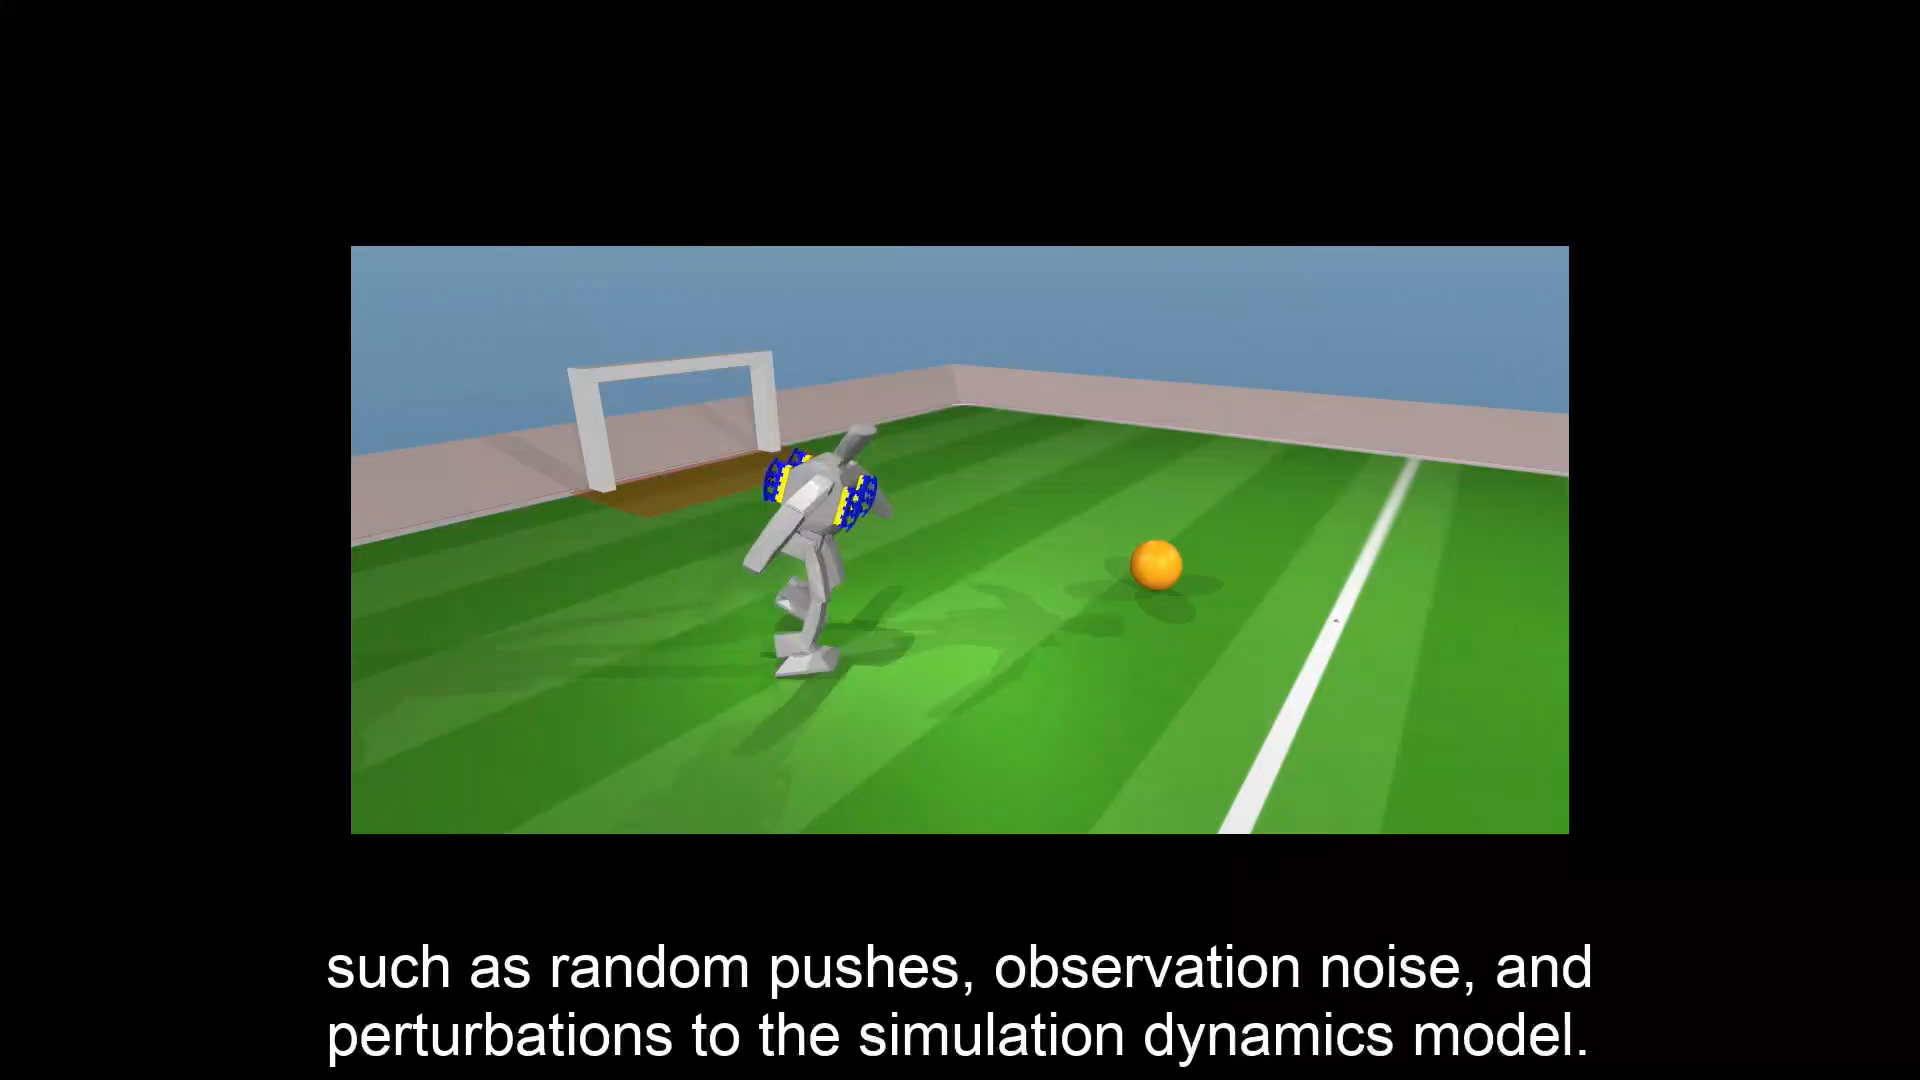 such as random pushes, observation noise, and
perturbations to the simulation dynamics model.